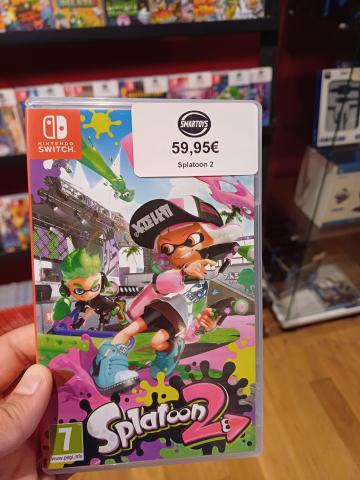 NINTENDO
SWITCH
SMARTOYS
59,95€
Splatoon 2
Splatoon 2
7
www.pegi.info